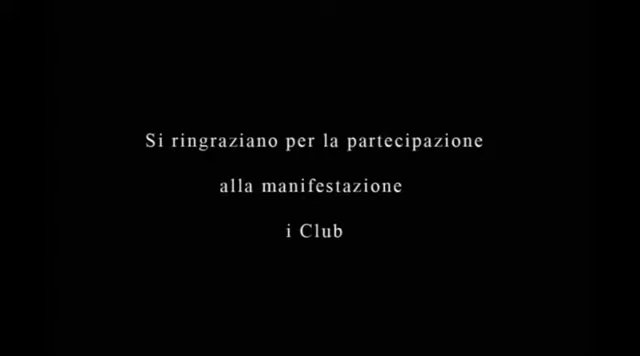 Si ringraziano per la partecipazione
alla manifestazione
i Club